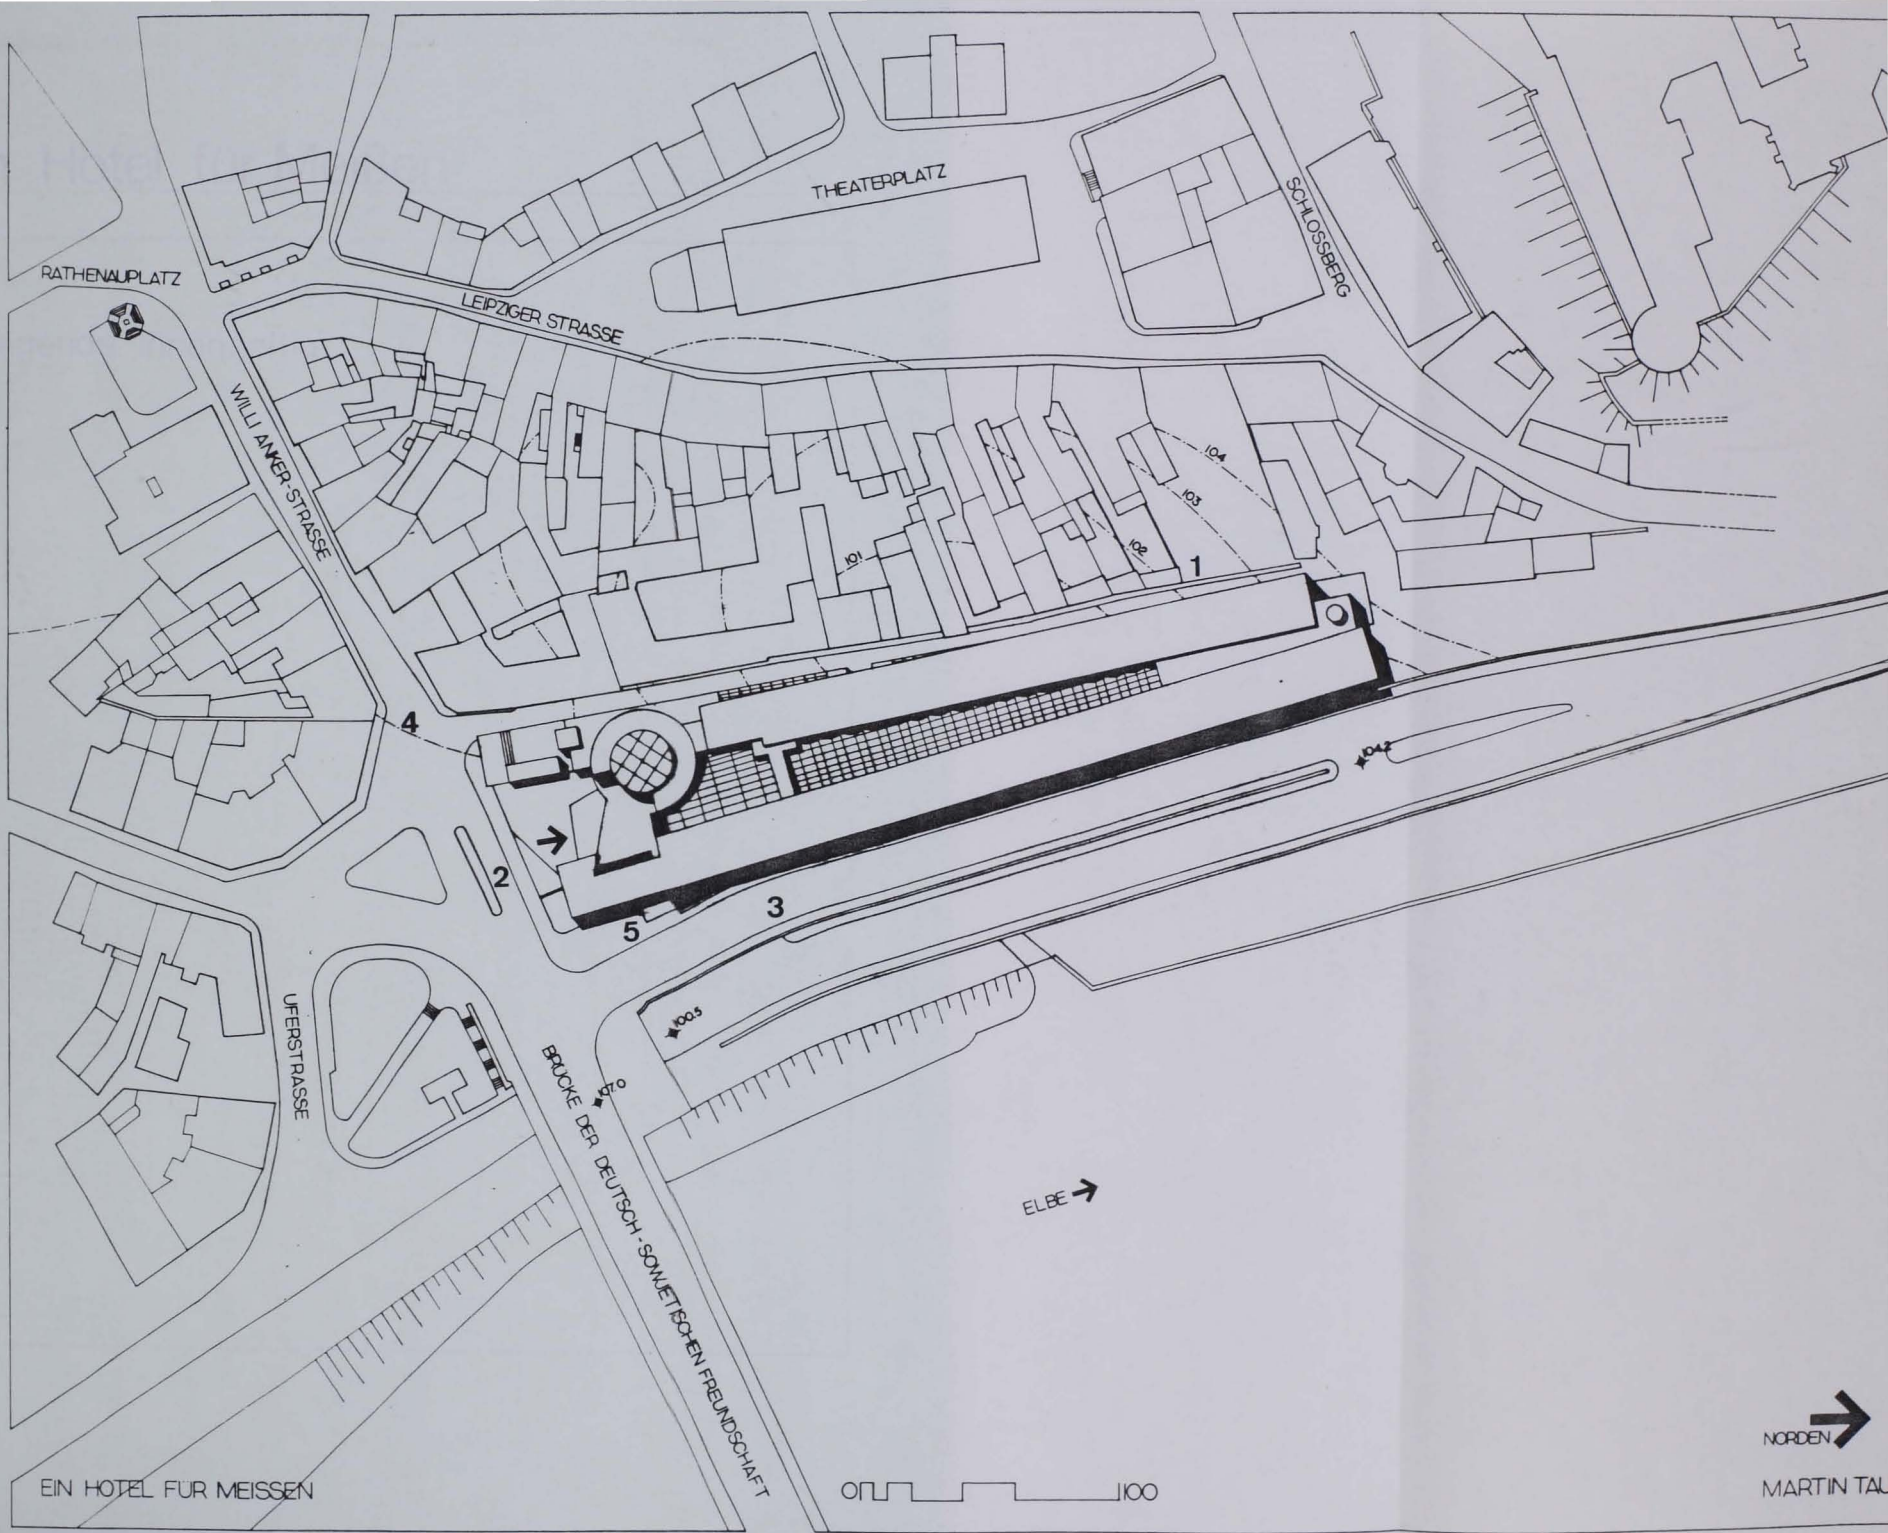 THEATERPLATZ
SCHLOSSBERG
RATHENAUPLATZ
LEIPZIGER STRASSE
WILLI ANKER-STRASSE
104
103
102
101
1
4
104.2
2
3
5
100.5
UFERSTRASSE
107.0
BRÜCKE DER DEUTSCH-SOWJETISCHEN FREUNDSCHAFT
ELBE
NORDEN
EIN HOTEL FÜR MEISSEN
0 100
MARTIN TAU